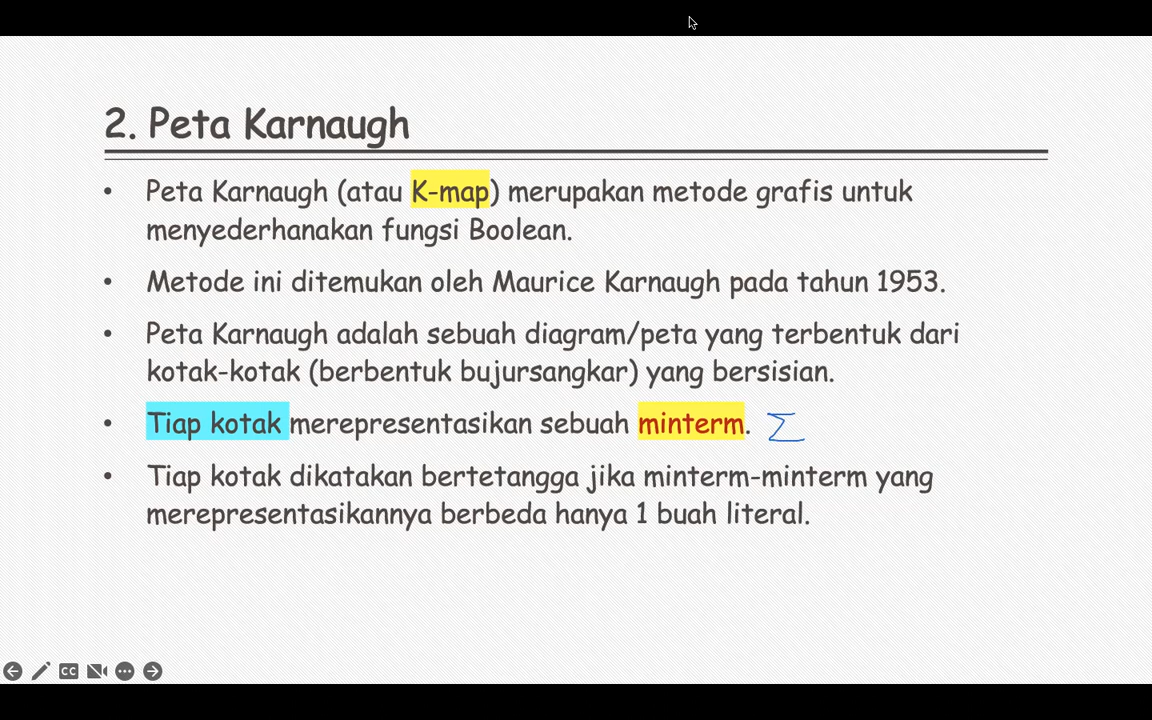 2. Peta Karnaugh
• Peta Karnaugh (atau K-map) merupakan metode grafis untuk
menyederhanakan fungsi Boolean.
• Metode ini ditemukan oleh Maurice Karnaugh pada tahun 1953.
• Peta Karnaugh adalah sebuah diagram/peta yang terbentuk dari
kotak-kotak (berbentuk bujursangkar) yang bersisian.
• Tiap kotak merepresentasikan sebuah minterm. Σ
• Tiap kotak dikatakan bertetangga jika minterm-minterm yang
merepresentasikannya berbeda hanya 1 buah literal.
CC